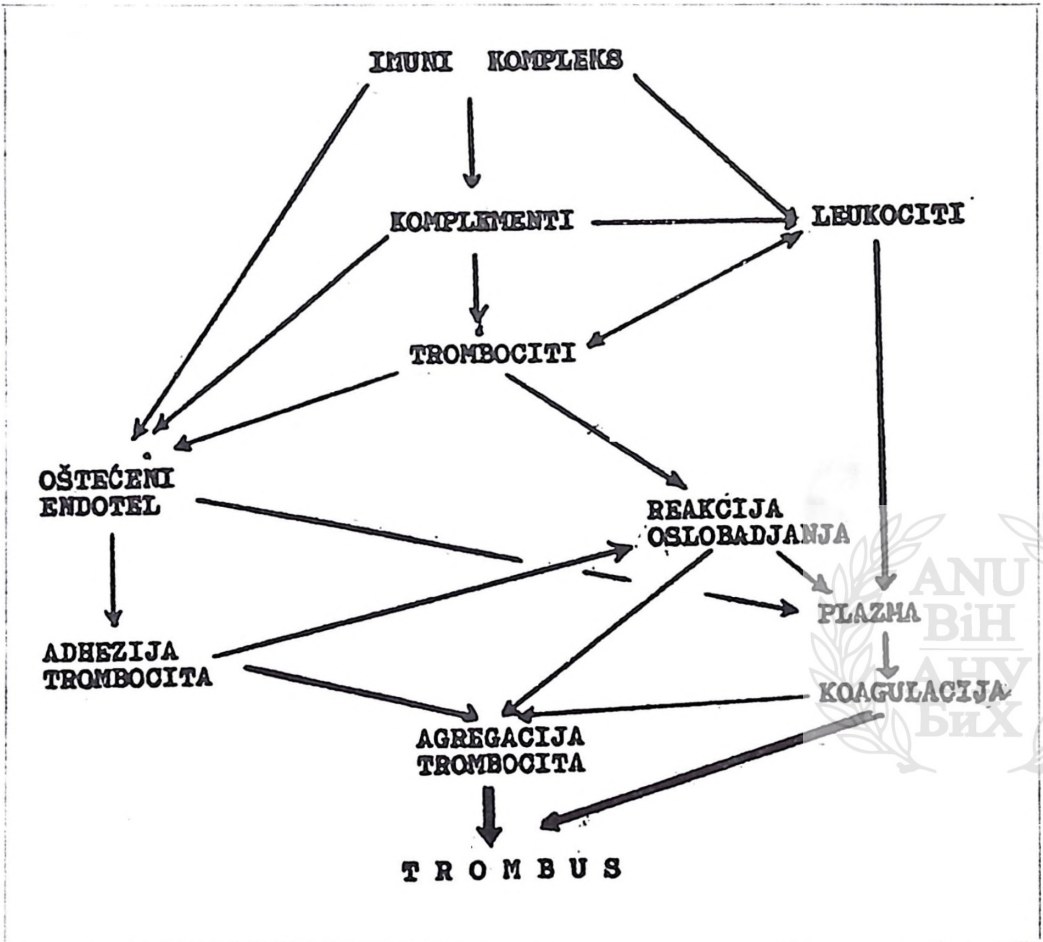 IMUNI KOMPLEKS
KOMPLEMENTI
LEUKOCITI
TROMBOCITI
OŠTEĆENI
ENDOTEL
REAKCIJA
OSLOBADJANJA
PLAZMA
ADHEZIJA
TROMBOCITA
KOAGULACIJA
AGREGACIJA
TROMBOCITA
TROMBUS
ANU
BiH
АНУ
БиХ